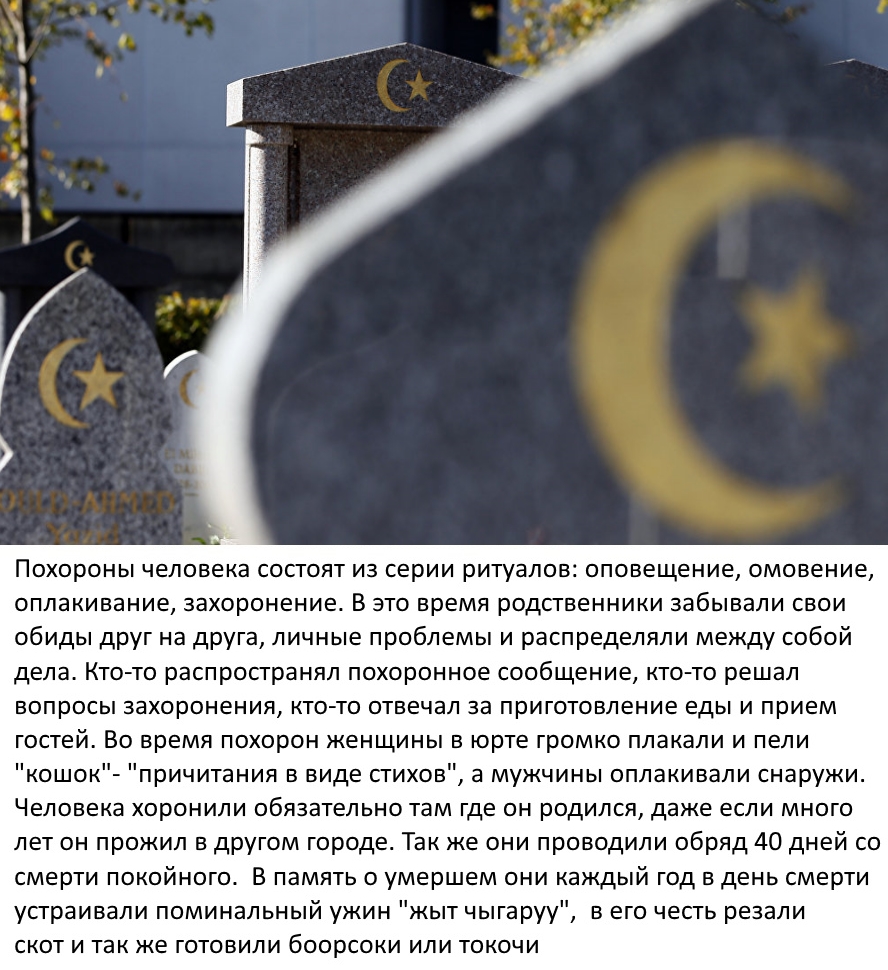 OULD-AHMED
Похороны человека состоят из серии ритуалов: оповещение, омовение,
оплакивание, захоронение. В это время родственники забывали свои
обиды друг на друга, личные проблемы и распределяли между собой
дела. Кто-то распространял похоронное сообщение, кто-то решал
вопросы захоронения, кто-то отвечал за приготовление еды и прием
гостей. Во время похорон женщины в юрте громко плакали и пели
"кошок"- "причитания в виде стихов", а мужчины оплакивали снаружи.
Человека хоронили обязательно там где он родился, даже если много
лет он прожил в другом городе. Так же они проводили обряд 40 дней со
смерти покойного.  В память о умершем они каждый год в день смерти
устраивали поминальный ужин "жыт чыгаруу",  в его честь резали
скот и так же готовили боорсоки или токочи